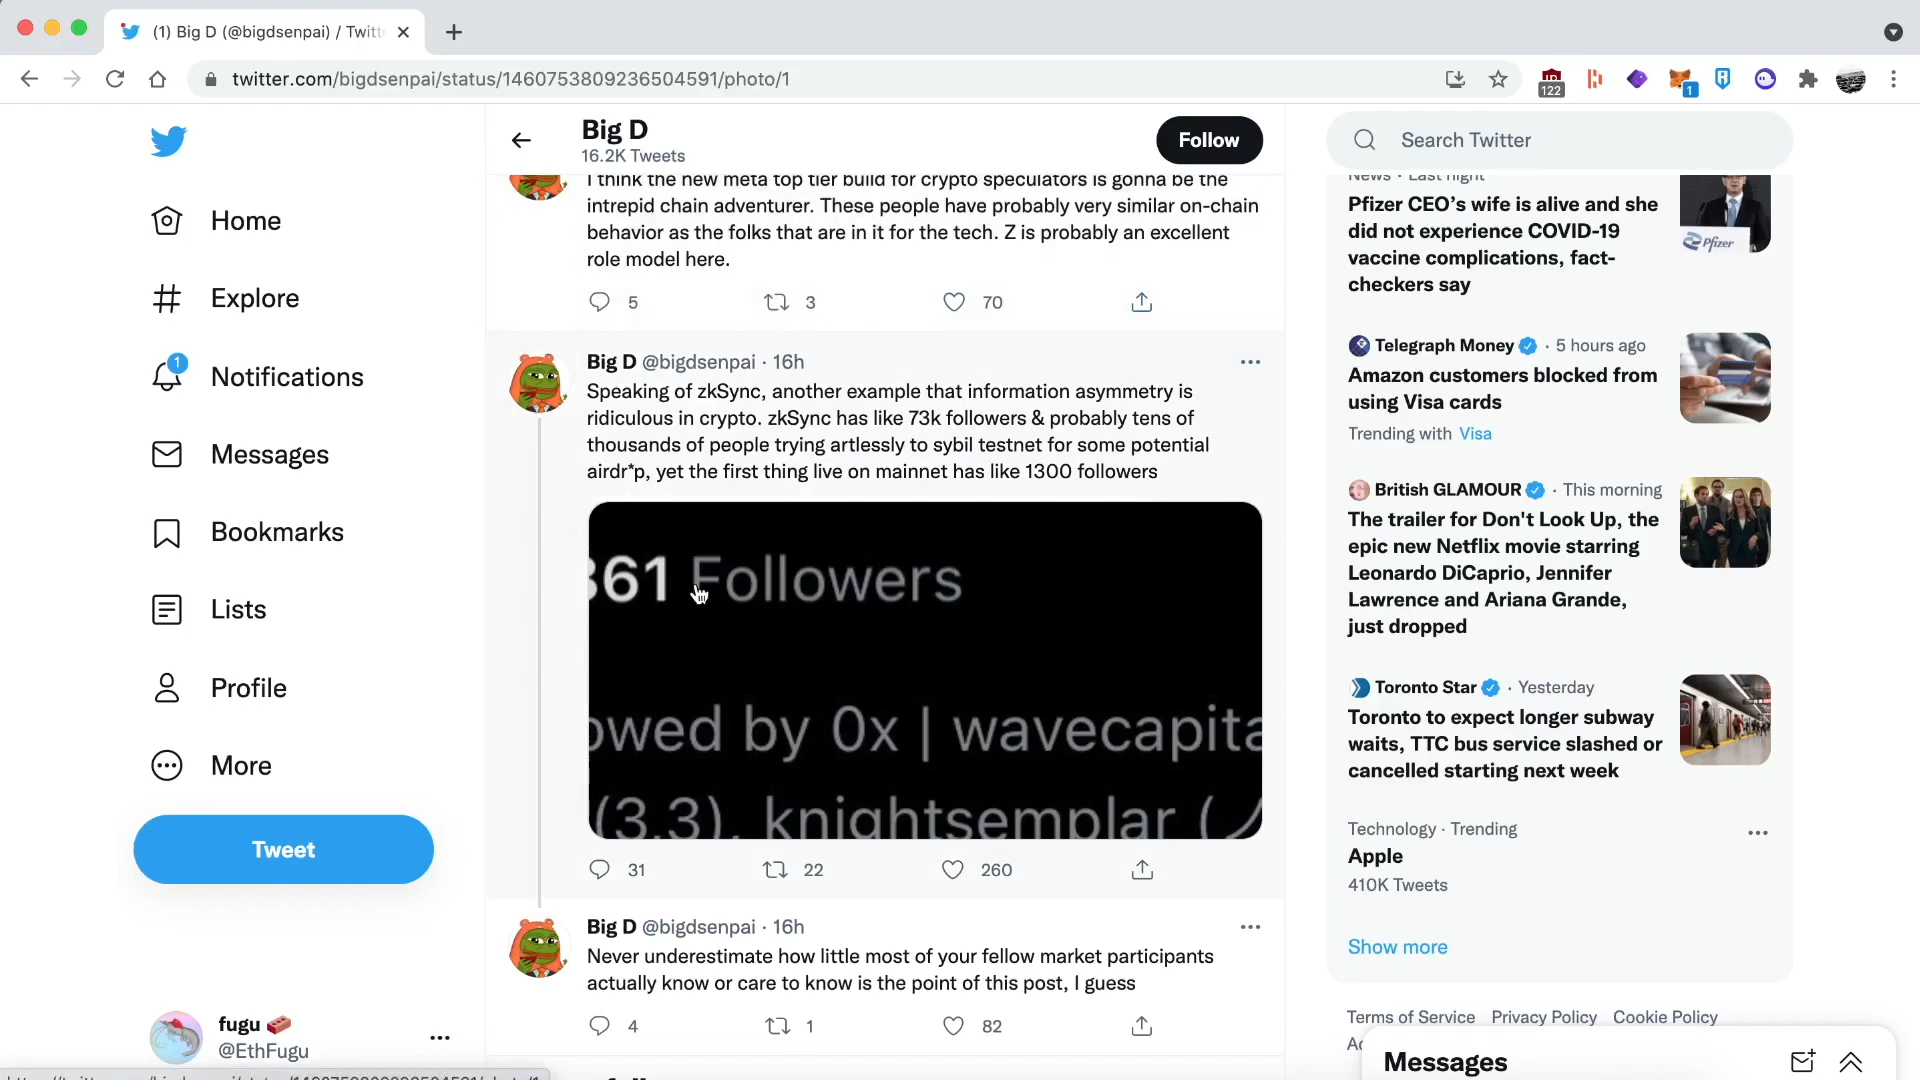 (1) Big D (@bigdsenpai) / Twitt
twitter.com/bigdsenpai/status/1460753809236504591/photo/1
122
1
Home
Explore
1
Notifications
Messages
Bookmarks
Lists
Profile
More
Tweet
fugu
@EthFugu
Big D
16.2K Tweets
Follow
I think the new meta top tier build for crypto speculators is gonna be the
intrepid chain adventurer. These people have probably very similar on-chain
behavior as the folks that are in it for the tech. Z is probably an excellent
role model here.
5 3 70
Big D @bigdsenpai · 16h
Speaking of zkSync, another example that information asymmetry is
ridiculous in crypto. zkSync has like 73k followers & probably tens of
thousands of people trying artlessly to sybil testnet for some potential
airdr*p, yet the first thing live on mainnet has like 1300 followers
361 Followers
owed by 0x | wavecapita
(3,3), knightsemplar (
31 22 260
Big D @bigdsenpai · 16h
Never underestimate how little most of your fellow market participants
actually know or care to know is the point of this post, I guess
4 1 82
Search Twitter
News · Last night
Pfizer CEO's wife is alive and she
did not experience COVID-19
vaccine complications, fact-
checkers say
Pfizer
Telegraph Money · 5 hours ago
Amazon customers blocked from
using Visa cards
Trending with Visa
British GLAMOUR · This morning
The trailer for Don't Look Up, the
epic new Netflix movie starring
Leonardo DiCaprio, Jennifer
Lawrence and Ariana Grande,
just dropped
Toronto Star · Yesterday
Toronto to expect longer subway
waits, TTC bus service slashed or
cancelled starting next week
Technology · Trending
Apple
410K Tweets
Show more
Terms of Service Privacy Policy Cookie Policy
Messages